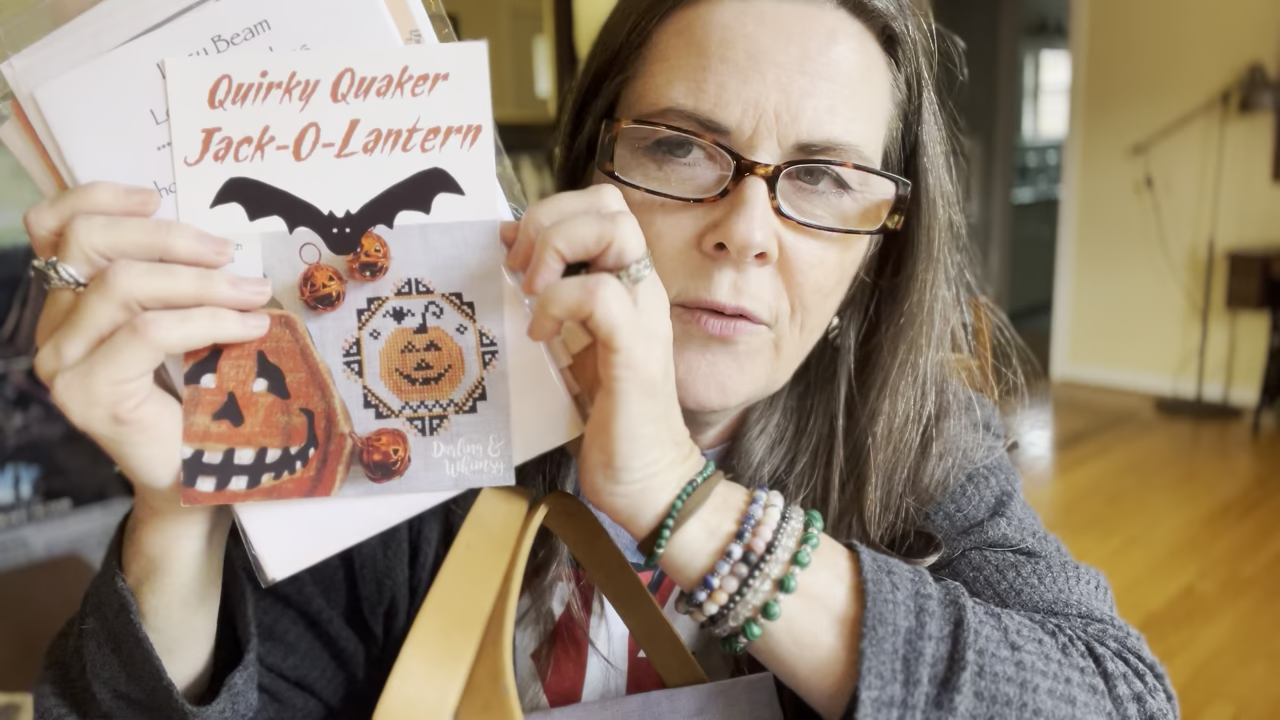 Beam
Quirky Quaker
Jack-O-Lantern
Darling &
Whimsy